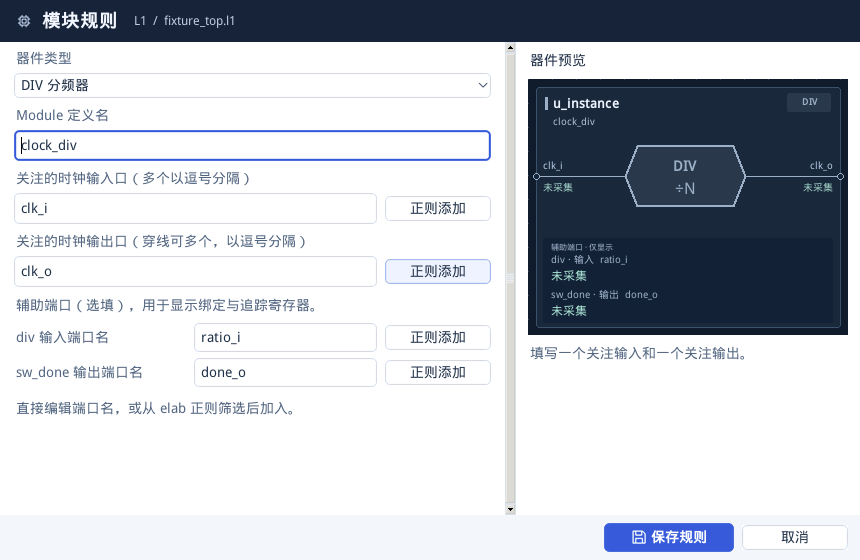 模块规则 L1 / fixture_top.l1
器件类型
DIV 分频器
Module 定义名
clock_div
关注的时钟输入口（多个以逗号分隔）
clk_i 正则添加
关注的时钟输出口（穿线可多个，以逗号分隔）
clk_o 正则添加
辅助端口（选填），用于显示绑定与追踪寄存器。
div 输入端口名 ratio_i 正则添加
sw_done 输出端口名 done_o 正则添加
直接编辑端口名，或从 elab 正则筛选后加入。
器件预览
u_instance DIV
clock_div
clk_i DIV clk_o
未采集 ÷N 未采集
辅助端口 · 仅显示
div · 输入 ratio_i
未采集
sw_done · 输出 done_o
未采集
填写一个关注输入和一个关注输出。
保存规则 取消